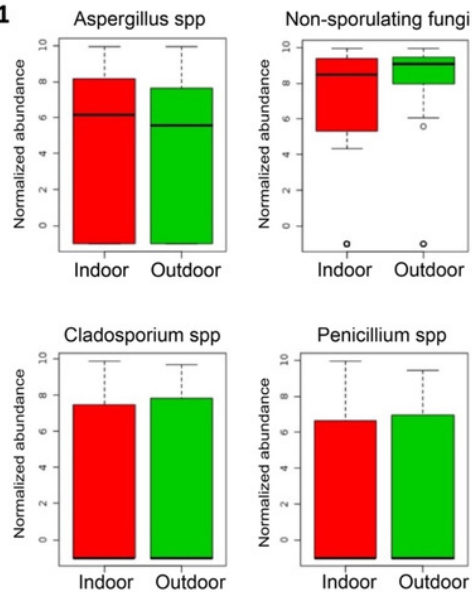 1
Aspergillus spp
Normalized abundance
10
8
6
4
2
0
Indoor Outdoor
Non-sporulating fungi
Normalized abundance
10
8
6
4
2
0
Indoor Outdoor
Cladosporium spp
Normalized abundance
10
8
6
4
2
0
Indoor Outdoor
Penicillium spp
Normalized abundance
10
8
6
4
2
0
Indoor Outdoor